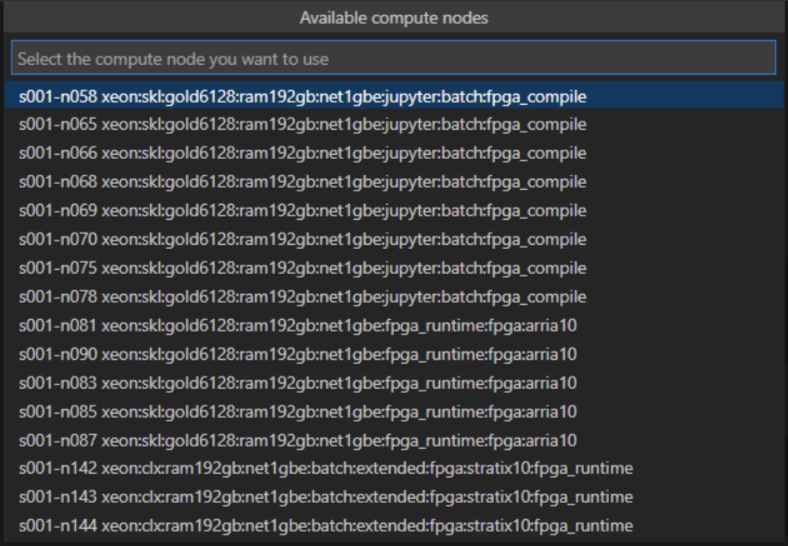 Available compute nodes
Select the compute node you want to use
s001-n058 xeon:skl:gold6128:ram192gb:net1gbe:jupyter:batch:fpga_compile
s001-n065 xeon:skl:gold6128:ram192gb:net1gbe:jupyter:batch:fpga_compile
s001-n066 xeon:skl:gold6128:ram192gb:net1gbe:jupyter:batch:fpga_compile
s001-n068 xeon:skl:gold6128:ram192gb:net1gbe:jupyter:batch:fpga_compile
s001-n069 xeon:skl:gold6128:ram192gb:net1gbe:jupyter:batch:fpga_compile
s001-n070 xeon:skl:gold6128:ram192gb:net1gbe:jupyter:batch:fpga_compile
s001-n075 xeon:skl:gold6128:ram192gb:net1gbe:jupyter:batch:fpga_compile
s001-n078 xeon:skl:gold6128:ram192gb:net1gbe:jupyter:batch:fpga_compile
s001-n081 xeon:skl:gold6128:ram192gb:net1gbe:fpga_runtime:fpga:arria10
s001-n090 xeon:skl:gold6128:ram192gb:net1gbe:fpga_runtime:fpga:arria10
s001-n083 xeon:skl:gold6128:ram192gb:net1gbe:fpga_runtime:fpga:arria10
s001-n085 xeon:skl:gold6128:ram192gb:net1gbe:fpga_runtime:fpga:arria10
s001-n087 xeon:skl:gold6128:ram192gb:net1gbe:fpga_runtime:fpga:arria10
s001-n142 xeon:clx:ram192gb:net1gbe:batch:extended:fpga:stratix10:fpga_runtime
s001-n143 xeon:clx:ram192gb:net1gbe:batch:extended:fpga:stratix10:fpga_runtime
s001-n144 xeon:clx:ram192gb:net1gbe:batch:extended:fpga:stratix10:fpga_runtime